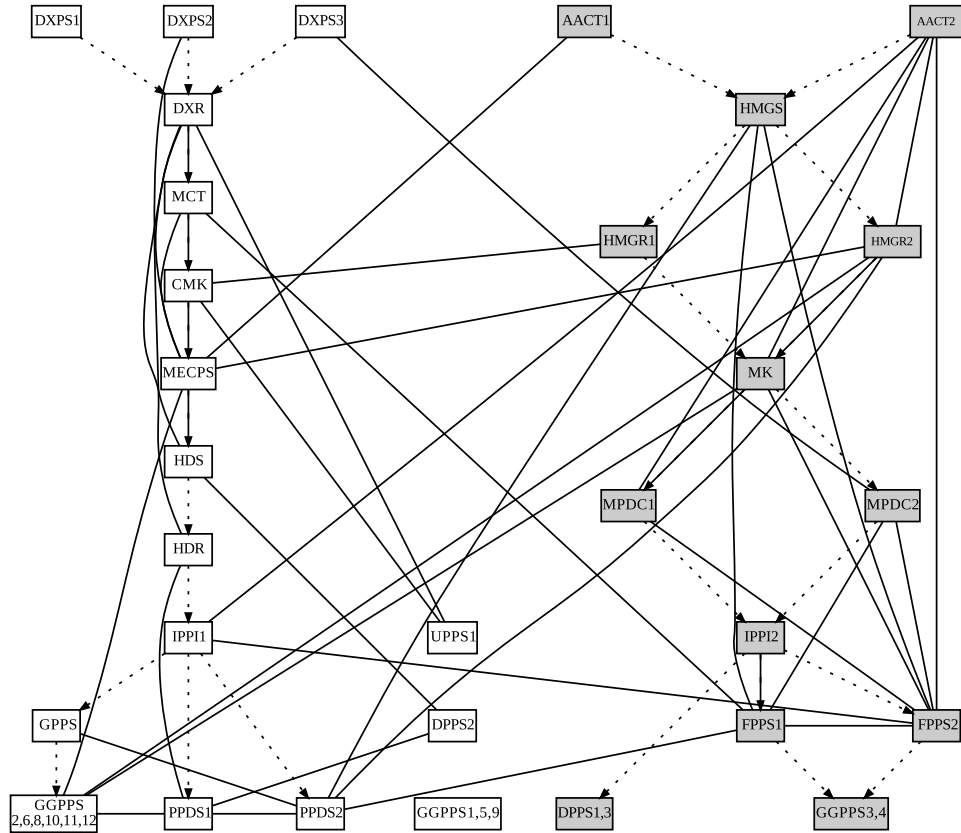 DXPS1
DXPS2
DXPS3
AACT1
AACT2
DXR
HMGS
MCT
HMGR1
HMGR2
CMK
MECPS
MK
HDS
MPDC1
MPDC2
HDR
IPPI1
UPPS1
IPPI2
GPPS
DPPS2
FPPS1
FPPS2
GGPPS
2,6,8,10,11,12
PPDS1
PPDS2
GGPPS1,5,9
DPPS1,3
GGPPS3,4